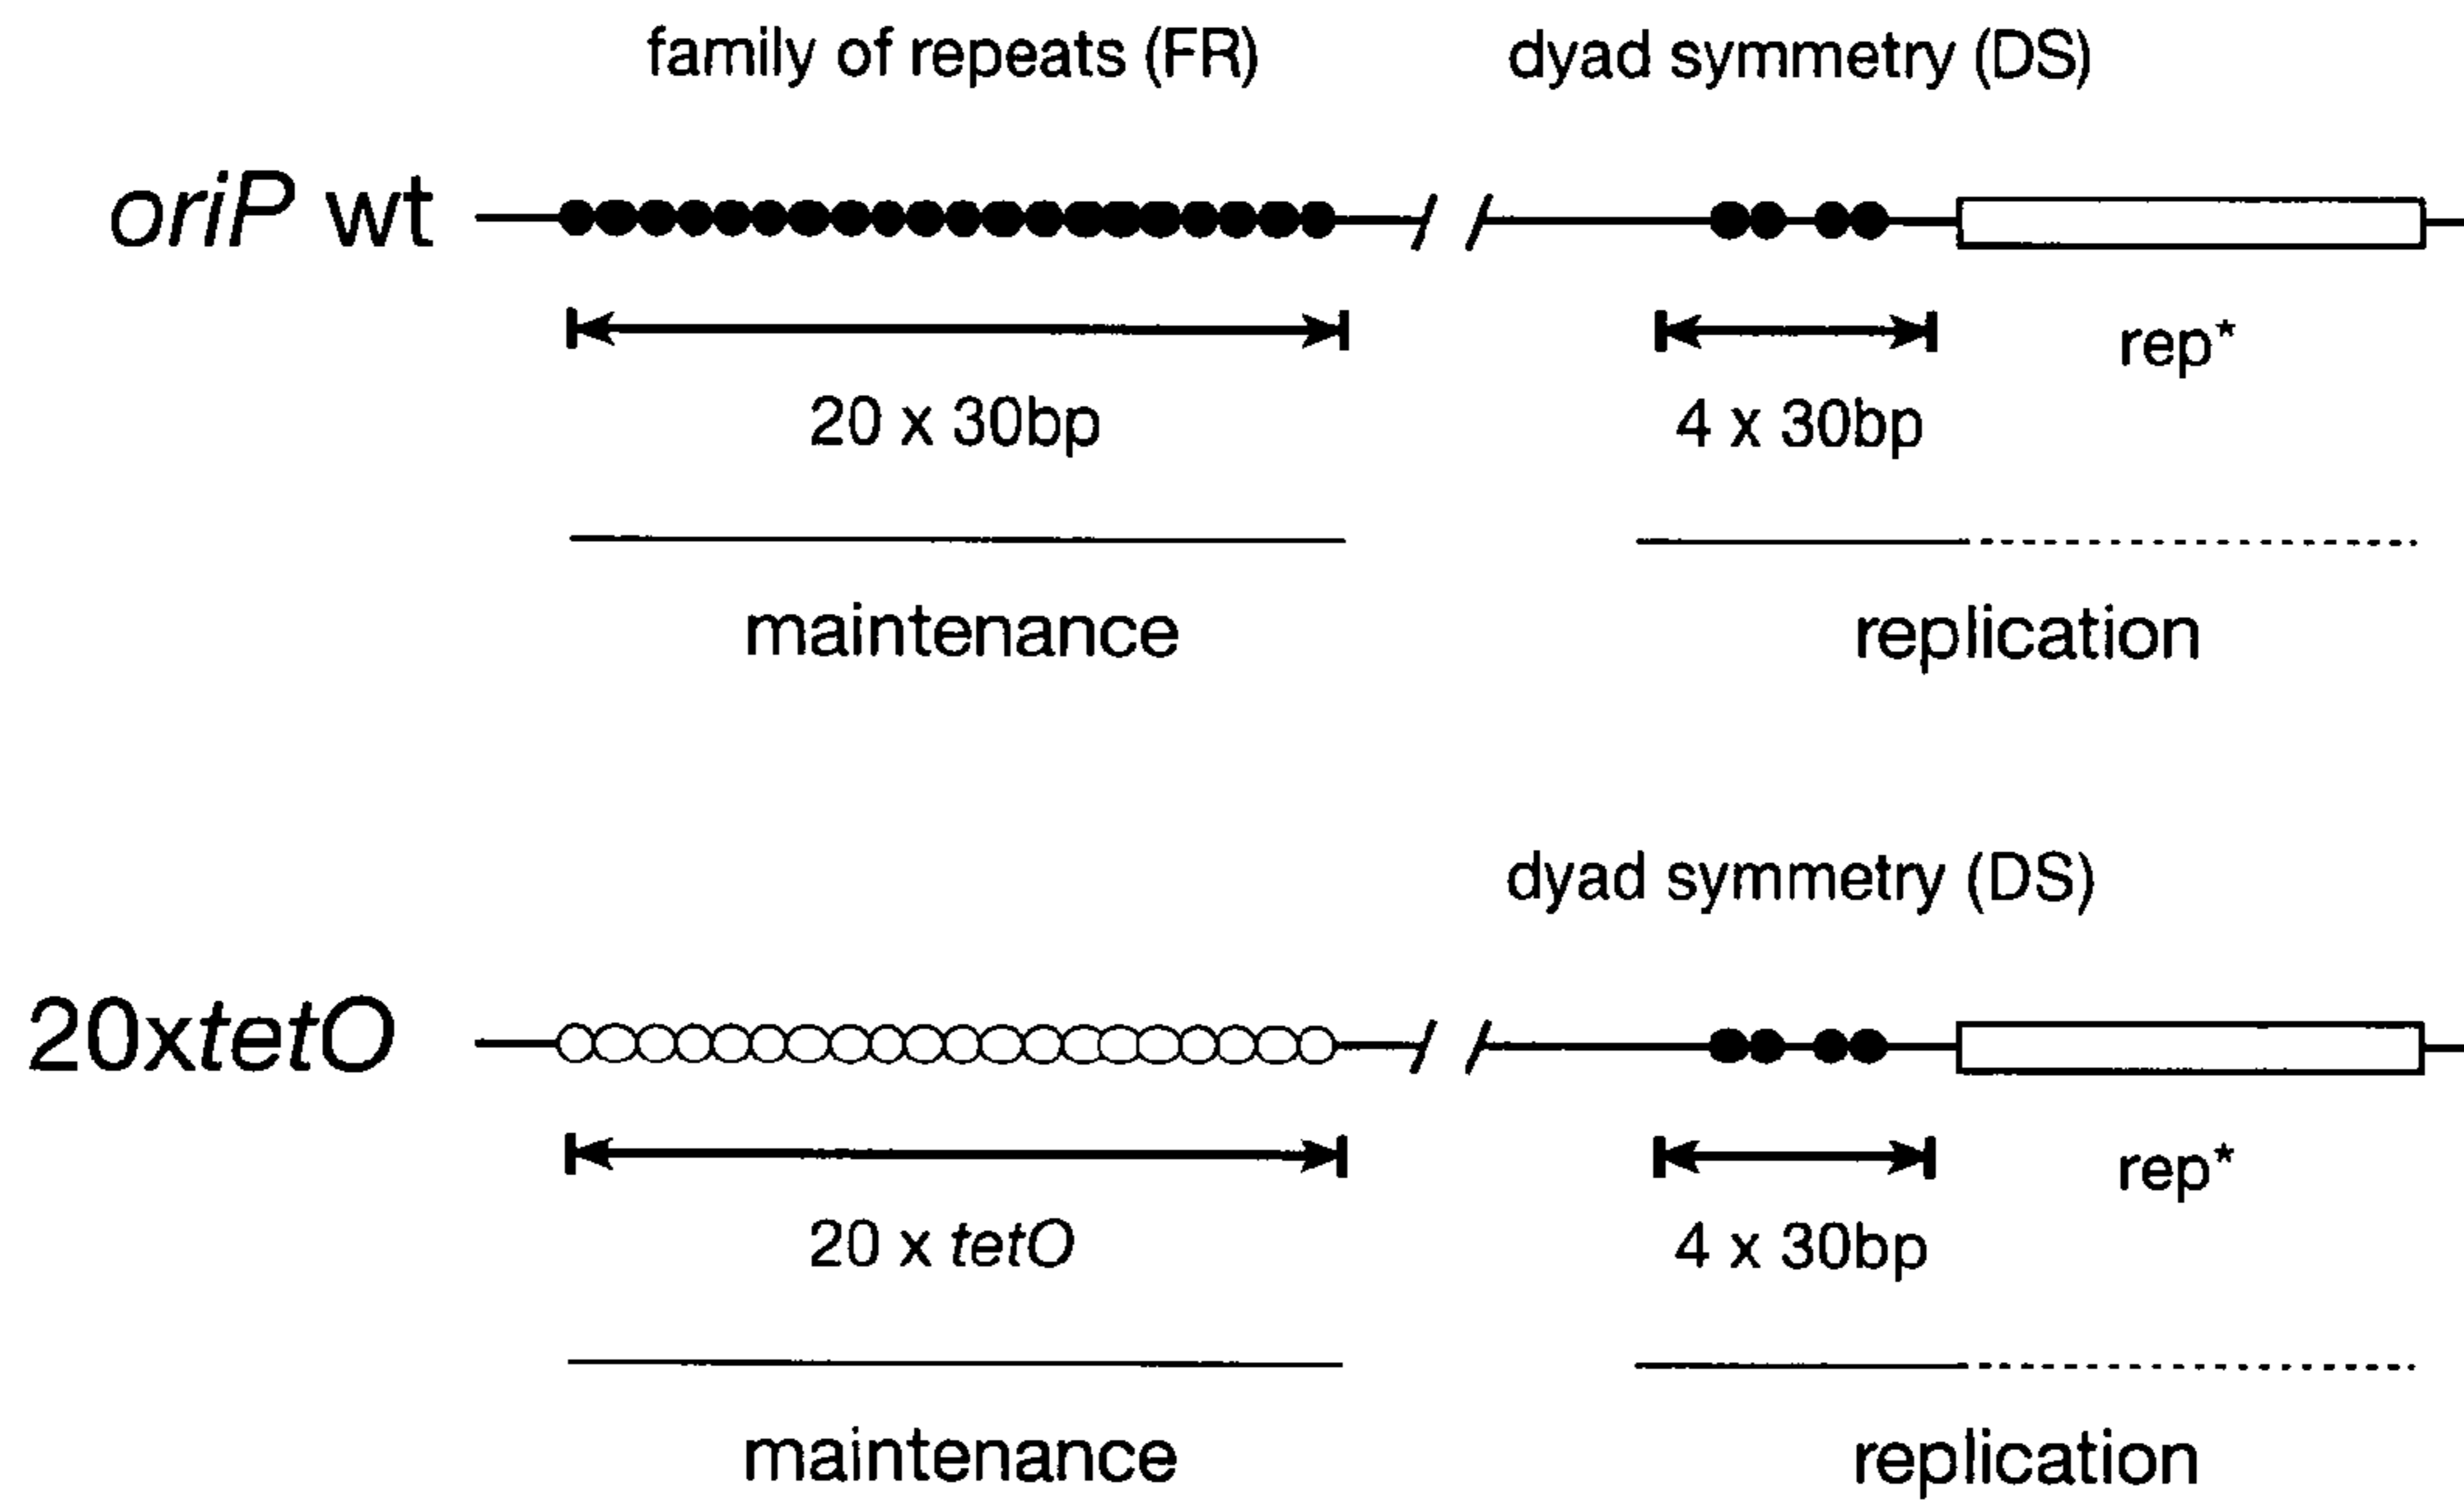 family of repeats (FR) dyad symmetry (DS)
oriP wt
rep*
20 x 30bp 4 x 30bp
maintenance replication
dyad symmetry (DS)
20xtetO
rep*
20 x tetO 4 x 30bp
maintenance replication